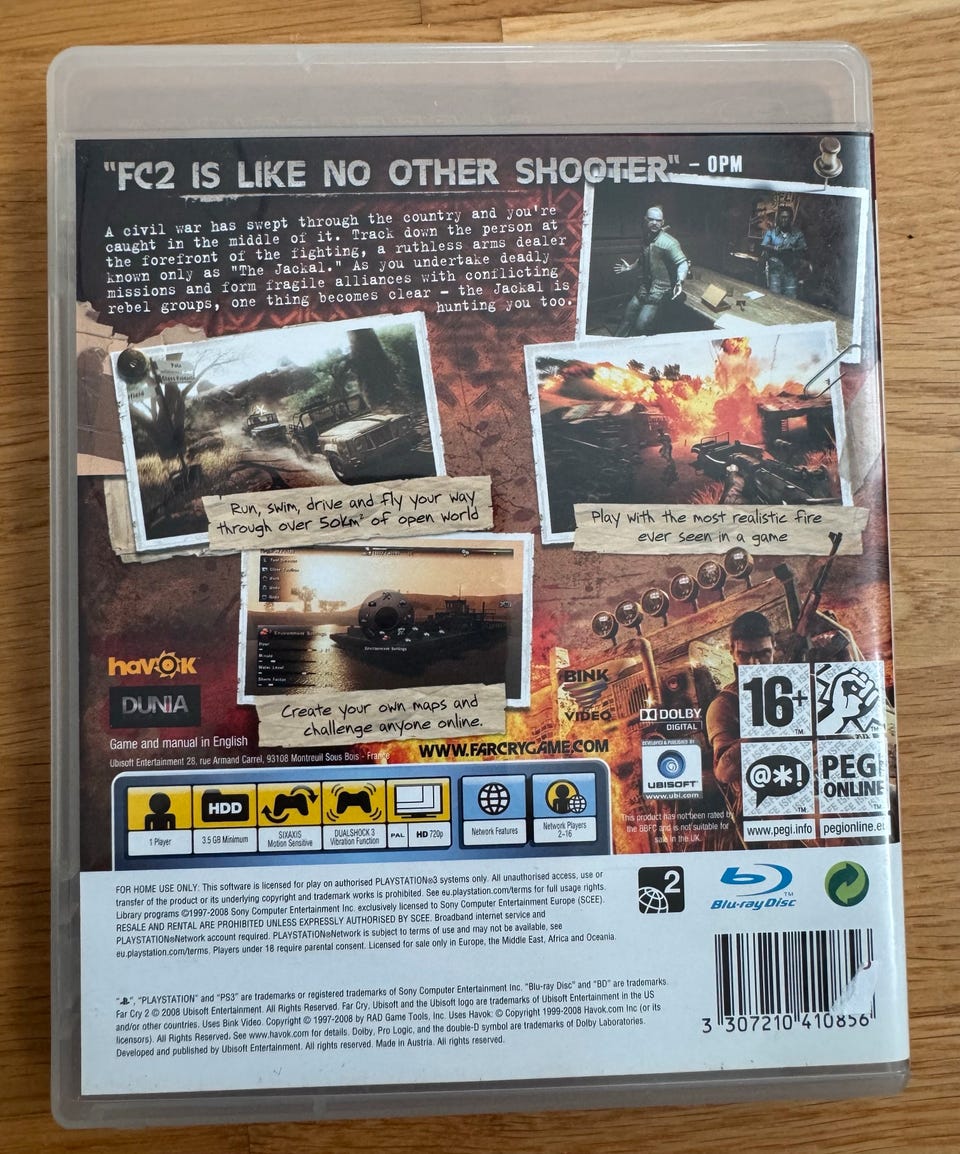 "FC2 IS LIKE NO OTHER SHOOTER" – OPM
A civil war has swept through the country and you're
caught in the middle of it. Track down the person at
the forefront of the fighting, a ruthless arms dealer
known only as "The Jackal." As you undertake deadly
missions and form fragile alliances with conflicting
rebel groups, one thing becomes clear – the Jackal is
hunting you too.
Run, swim, drive and fly your way
through over 50km² of open world
Play with the most realistic fire
ever seen in a game
Environment Settings
Water Level
Environment Settings
Create your own maps and
challenge anyone online.
havok
DUNIA
Game and manual in English
Ubisoft Entertainment 28, rue Armand Carrel, 93108 Montreuil Sous Bois - France
WWW.FARCRYGAME.COM
BINK
VIDEO
DOLBY
DIGITAL
DEVELOPED & PUBLISHED BY
UBISOFT
www.ubi.com
This product has not been rated by
the BBFC and is not suitable for
sale in the UK.
16+
@*!
PEGI
ONLINE
www.pegi.info
pegionline.eu
1 Player
HDD
3.5 GB Minimum
SIXAXIS
Motion Sensitive
DUALSHOCK 3
Vibration Function
PAL
HD 720p
Network Features
Network Players
2-16
FOR HOME USE ONLY: This software is licensed for play on authorised PLAYSTATION®3 systems only. All unauthorised access, use or
transfer of the product or its underlying copyright and trademark works is prohibited. See eu.playstation.com/terms for full usage rights.
Library programs ©1997-2008 Sony Computer Entertainment Inc. exclusively licensed to Sony Computer Entertainment Europe (SCEE).
RESALE AND RENTAL ARE PROHIBITED UNLESS EXPRESSLY AUTHORISED BY SCEE. Broadband internet service and
PLAYSTATION®Network account required. PLAYSTATION®Network is subject to terms of use and may not be available, see
eu.playstation.com/terms. Players under 18 require parental consent. Licensed for sale only in Europe, the Middle East, Africa and Oceania.
2
Blu-ray Disc™
" ", "PLAYSTATION" and "PS3" are trademarks or registered trademarks of Sony Computer Entertainment Inc. "Blu-ray Disc" and "BD" are trademarks.
Far Cry 2 © 2008 Ubisoft Entertainment. All Rights Reserved. Far Cry, Ubisoft and the Ubisoft logo are trademarks of Ubisoft Entertainment in the US
and/or other countries. Uses Bink Video. Copyright © 1997-2008 by RAD Game Tools, Inc. Uses Havok: © Copyright 1999-2008 Havok.com Inc (or its
licensors). All Rights Reserved. See www.havok.com for details. Dolby, Pro Logic, and the double-D symbol are trademarks of Dolby Laboratories.
Developed and published by Ubisoft Entertainment. All rights reserved. Made in Austria. All rights reserved.
3 307210 410856